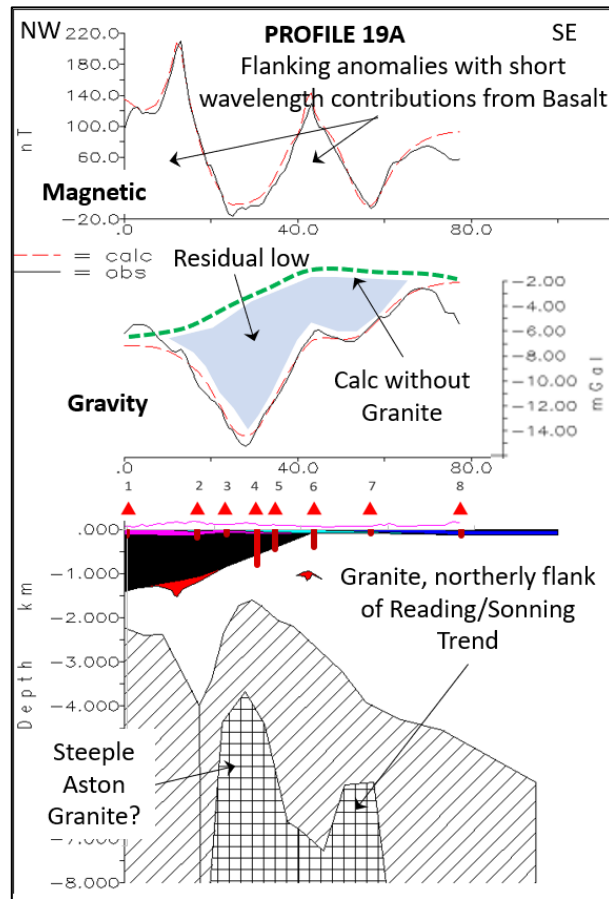 NW
PROFILE 19A
SE
220.0
180.0
140.0
100.0
60.0
-20.0
nT
Flanking anomalies with short
wavelength contributions from Basalt
Magnetic
.0
40.0
80.0
= calc
= obs
Residual low
-2.00
-4.00
-6.00
-8.00
-10.00
-12.00
-14.00
mGal
Calc without
Granite
Gravity
.0
40.0
80.0
1 2 3 4 5 6 7 8
.000
-1.000
-2.000
-3.000
-4.000
-7.000
-8.000
Depth km
Granite, northerly flank
of Reading/Sonning
Trend
Steeple
Aston
Granite?